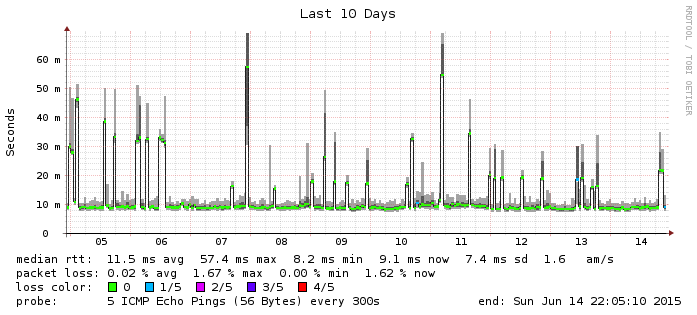 Last 10 Days
RRDTOOL / TOBI OETIKER
Seconds
60 m
50 m
40 m
30 m
20 m
10 m
0
05 06 07 08 09 10 11 12 13 14
median rtt: 11.5 ms avg 57.4 ms max 8.2 ms min 9.1 ms now 7.4 ms sd 1.6 am/s
packet loss: 0.02 % avg 1.67 % max 0.00 % min 1.62 % now
loss color: 0 1/5 2/5 3/5 4/5
probe: 5 ICMP Echo Pings (56 Bytes) every 300s end: Sun Jun 14 22:05:10 2015